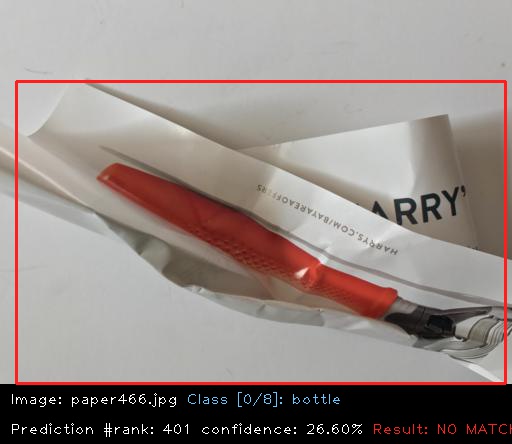 HARRY'
HARRYS.COM/BAYAREAOFFERS
Image: paper466.jpg Class [0/8]: bottle
Prediction #rank: 401 confidence: 26.60% Result: NO MATCH